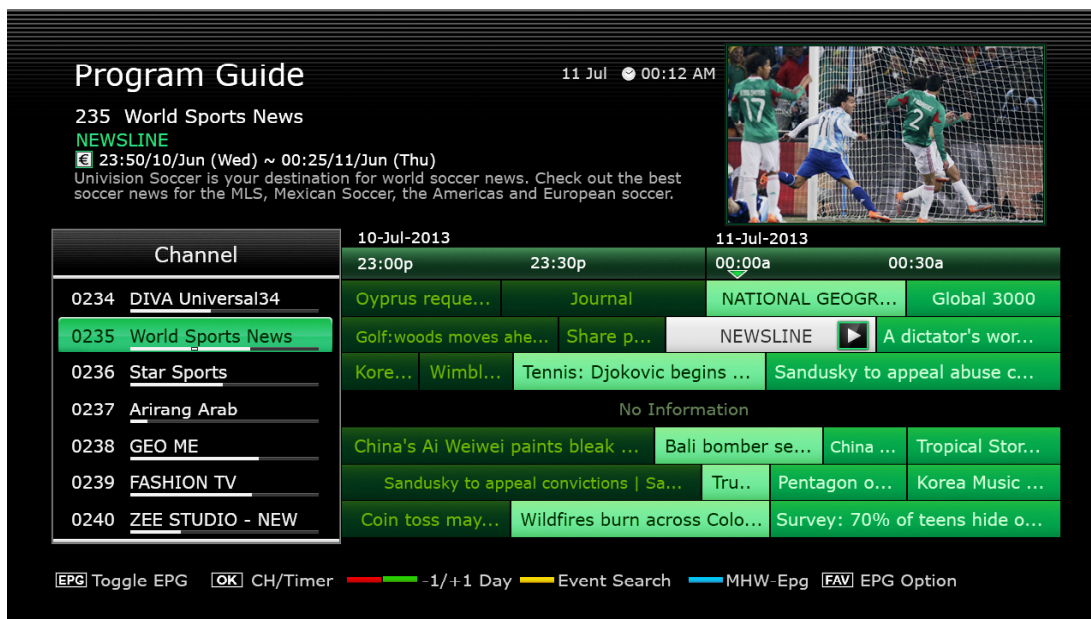 Program Guide
11 Jul 00:12 AM
235 World Sports News
NEWSLINE
€ 23:50/10/Jun (Wed) ~ 00:25/11/Jun (Thu)
Univision Soccer is your destination for world soccer news. Check out the best
soccer news for the MLS, Mexican Soccer, the Americas and European soccer.
17
11
2
Channel
10-Jul-2013 11-Jul-2013
23:00p 23:30p 00:00a 00:30a
0234 DIVA Universal34 Oyprus reque... Journal NATIONAL GEOGR... Global 3000
0235 World Sports News Golf:woods moves ahe... Share p... NEWSLINE A dictator's wor...
0236 Star Sports Kore... Wimbl... Tennis: Djokovic begins ... Sandusky to appeal abuse c...
0237 Arirang Arab No Information
0238 GEO ME China's Ai Weiwei paints bleak ... Bali bomber se... China ... Tropical Stor...
0239 FASHION TV Sandusky to appeal convictions | Sa... Tru.. Pentagon o... Korea Music ...
0240 ZEE STUDIO - NEW Coin toss may... Wildfires burn across Colo... Survey: 70% of teens hide o...
EPG Toggle EPG OK CH/Timer -1/+1 Day Event Search MHW-Epg FAV EPG Option